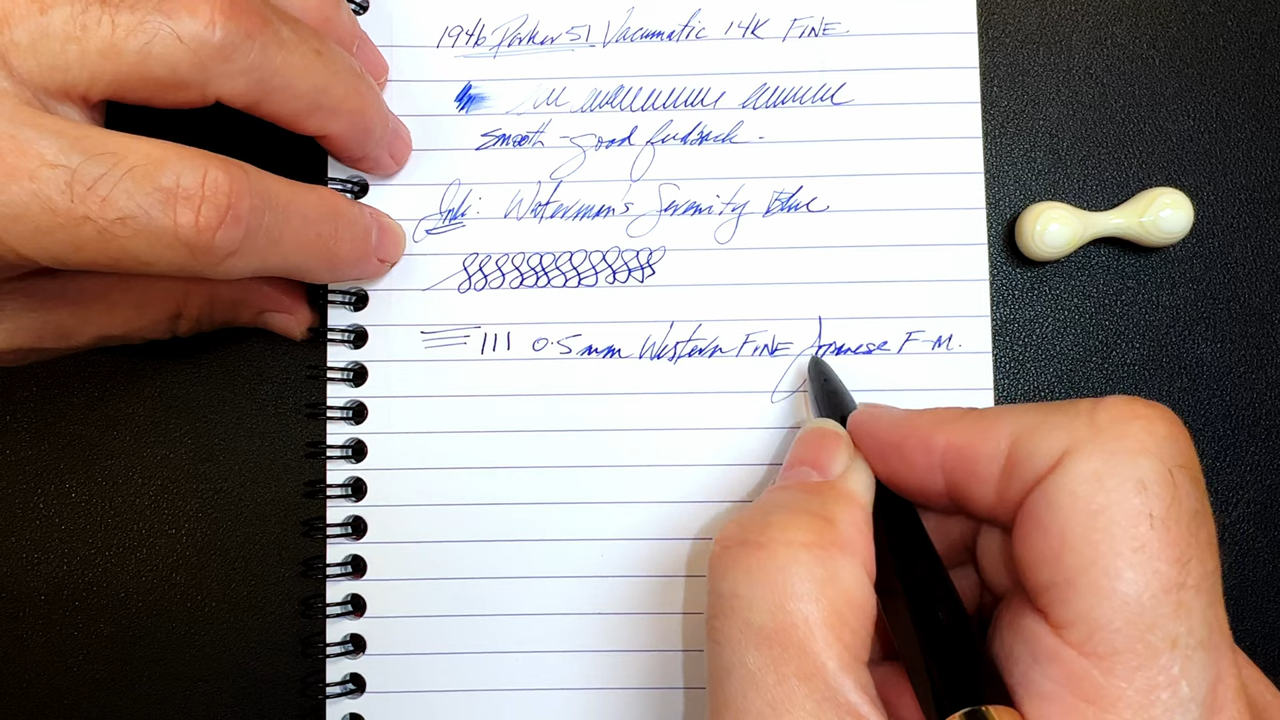 1946 Parker 51 Vacumatic 14K FINE
smooth - good feedback -
Ink: Waterman's Serenity Blue
0.5mm Western FINE Japanese F-M.